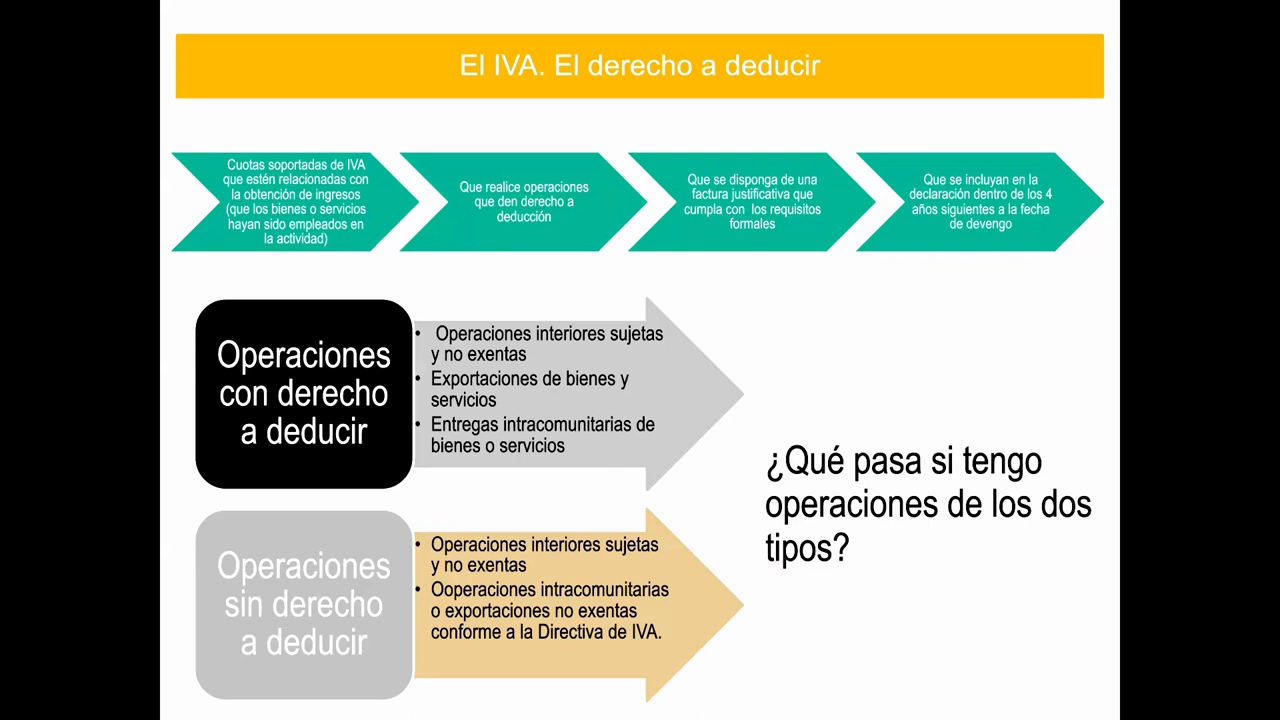 El IVA. El derecho a deducir
Cuotas soportadas de IVA
que estén relacionadas con
la obtención de ingresos
(que los bienes o servicios
hayan sido empleados en
la actividad)
Que realice operaciones
que den derecho a
deducción
Que se disponga de una
factura justificativa que
cumpla con los requisitos
formales
Que se incluyan en la
declaración dentro de los 4
años siguientes a la fecha
de devengo
Operaciones
con derecho
a deducir
• Operaciones interiores sujetas
y no exentas
• Exportaciones de bienes y
servicios
• Entregas intracomunitarias de
bienes o servicios
¿Qué pasa si tengo
operaciones de los dos
tipos?
Operaciones
sin derecho
a deducir
• Operaciones interiores sujetas
y no exentas
• Ooperaciones intracomunitarias
o exportaciones no exentas
conforme a la Directiva de IVA.